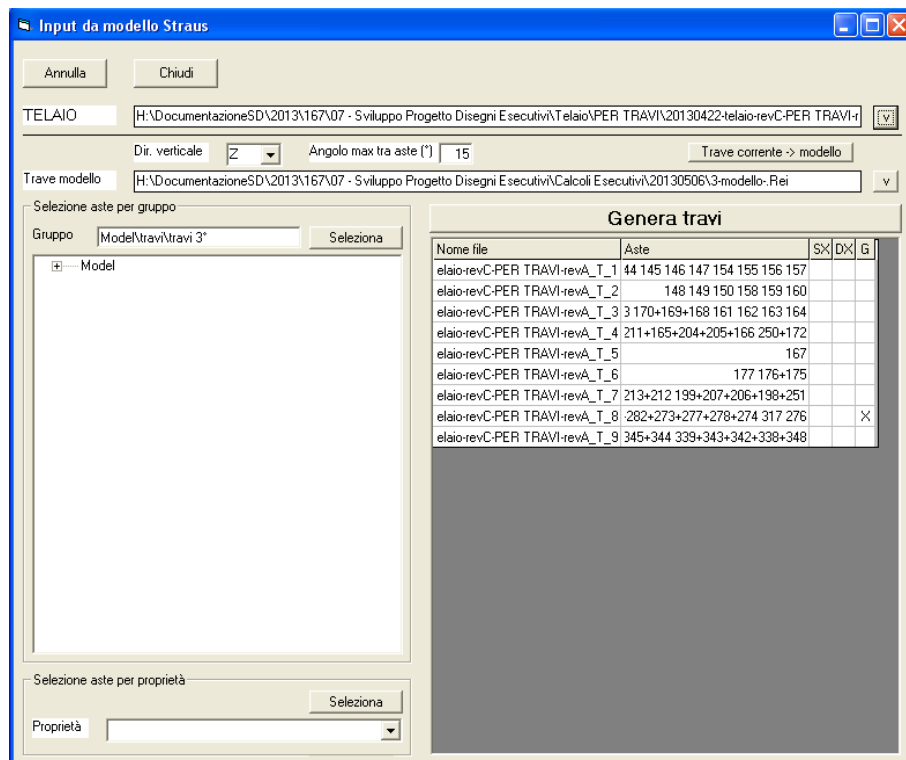 Input da modello Straus
Annulla Chiudi
TELAIO H:\DocumentazioneSD\2013\167\07 - Sviluppo Progetto Disegni Esecutivi\Telaio\PER TRAVI\20130422-telaio-revC-PER TRAVI-r v
Dir. verticale Z Angolo max tra aste (°) 15 Trave corrente -> modello
Trave modello H:\DocumentazioneSD\2013\167\07 - Sviluppo Progetto Disegni Esecutivi\Calcoli Esecutivi\20130506\3-modello-.Rei v
Selezione aste per gruppo
Gruppo Model\travi\travi 3° Seleziona
Model
Genera travi
Nome file Aste SX DX G
elaio-revC-PER TRAVI-revA_T_1 44 145 146 147 154 155 156 157
elaio-revC-PER TRAVI-revA_T_2 148 149 150 158 159 160
elaio-revC-PER TRAVI-revA_T_3 3 170+169+168 161 162 163 164
elaio-revC-PER TRAVI-revA_T_4 211+165+204+205+166 250+172
elaio-revC-PER TRAVI-revA_T_5 167
elaio-revC-PER TRAVI-revA_T_6 177 176+175
elaio-revC-PER TRAVI-revA_T_7 213+212 199+207+206+198+251
elaio-revC-PER TRAVI-revA_T_8 -282+273+277+278+274 317 276 X
elaio-revC-PER TRAVI-revA_T_9 345+344 339+343+342+338+348
Selezione aste per proprietà
Seleziona
Proprietà